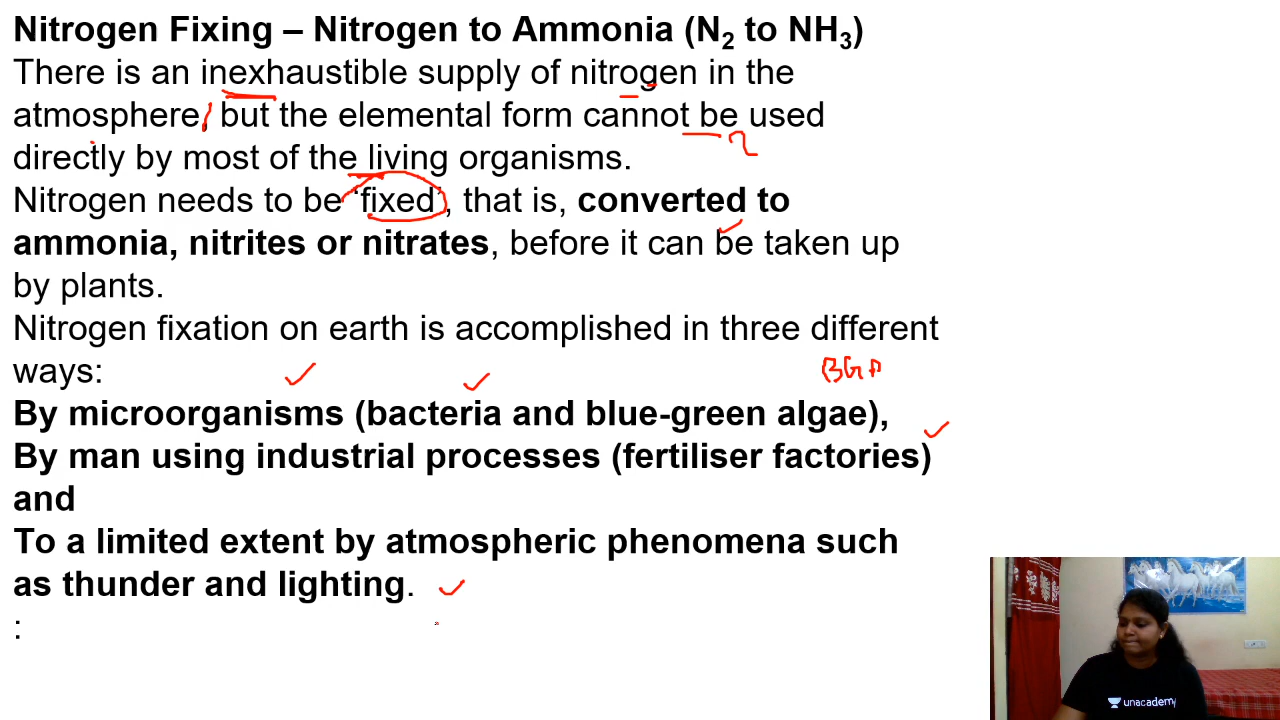 Nitrogen Fixing – Nitrogen to Ammonia (N₂ to NH₃)
There is an inexhaustible supply of nitrogen in the
atmosphere, but the elemental form cannot be used
directly by most of the living organisms.
Nitrogen needs to be ‘fixed’, that is, converted to
ammonia, nitrites or nitrates, before it can be taken up
by plants.
Nitrogen fixation on earth is accomplished in three different
ways:
BGA
By microorganisms (bacteria and blue-green algae),
By man using industrial processes (fertiliser factories)
and
To a limited extent by atmospheric phenomena such
as thunder and lighting.
:
unacademy